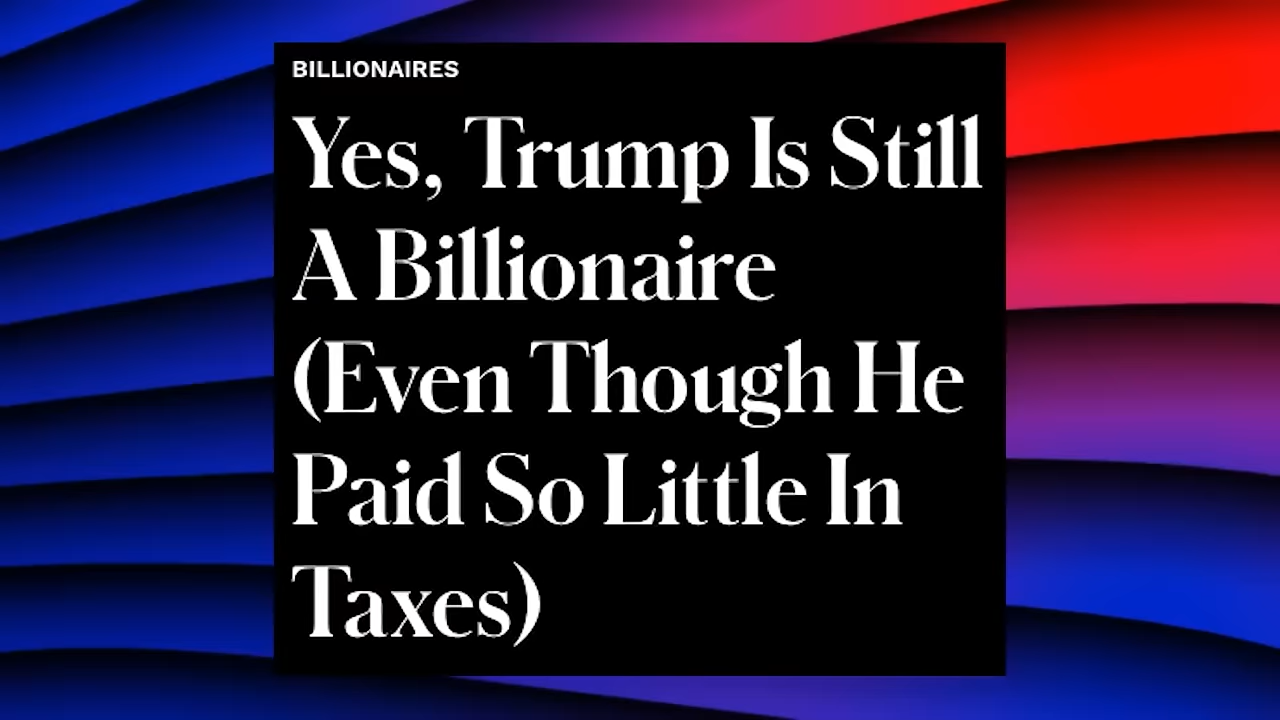 BILLIONAIRES
Yes, Trump Is Still
A Billionaire
(Even Though He
Paid So Little In
Taxes)